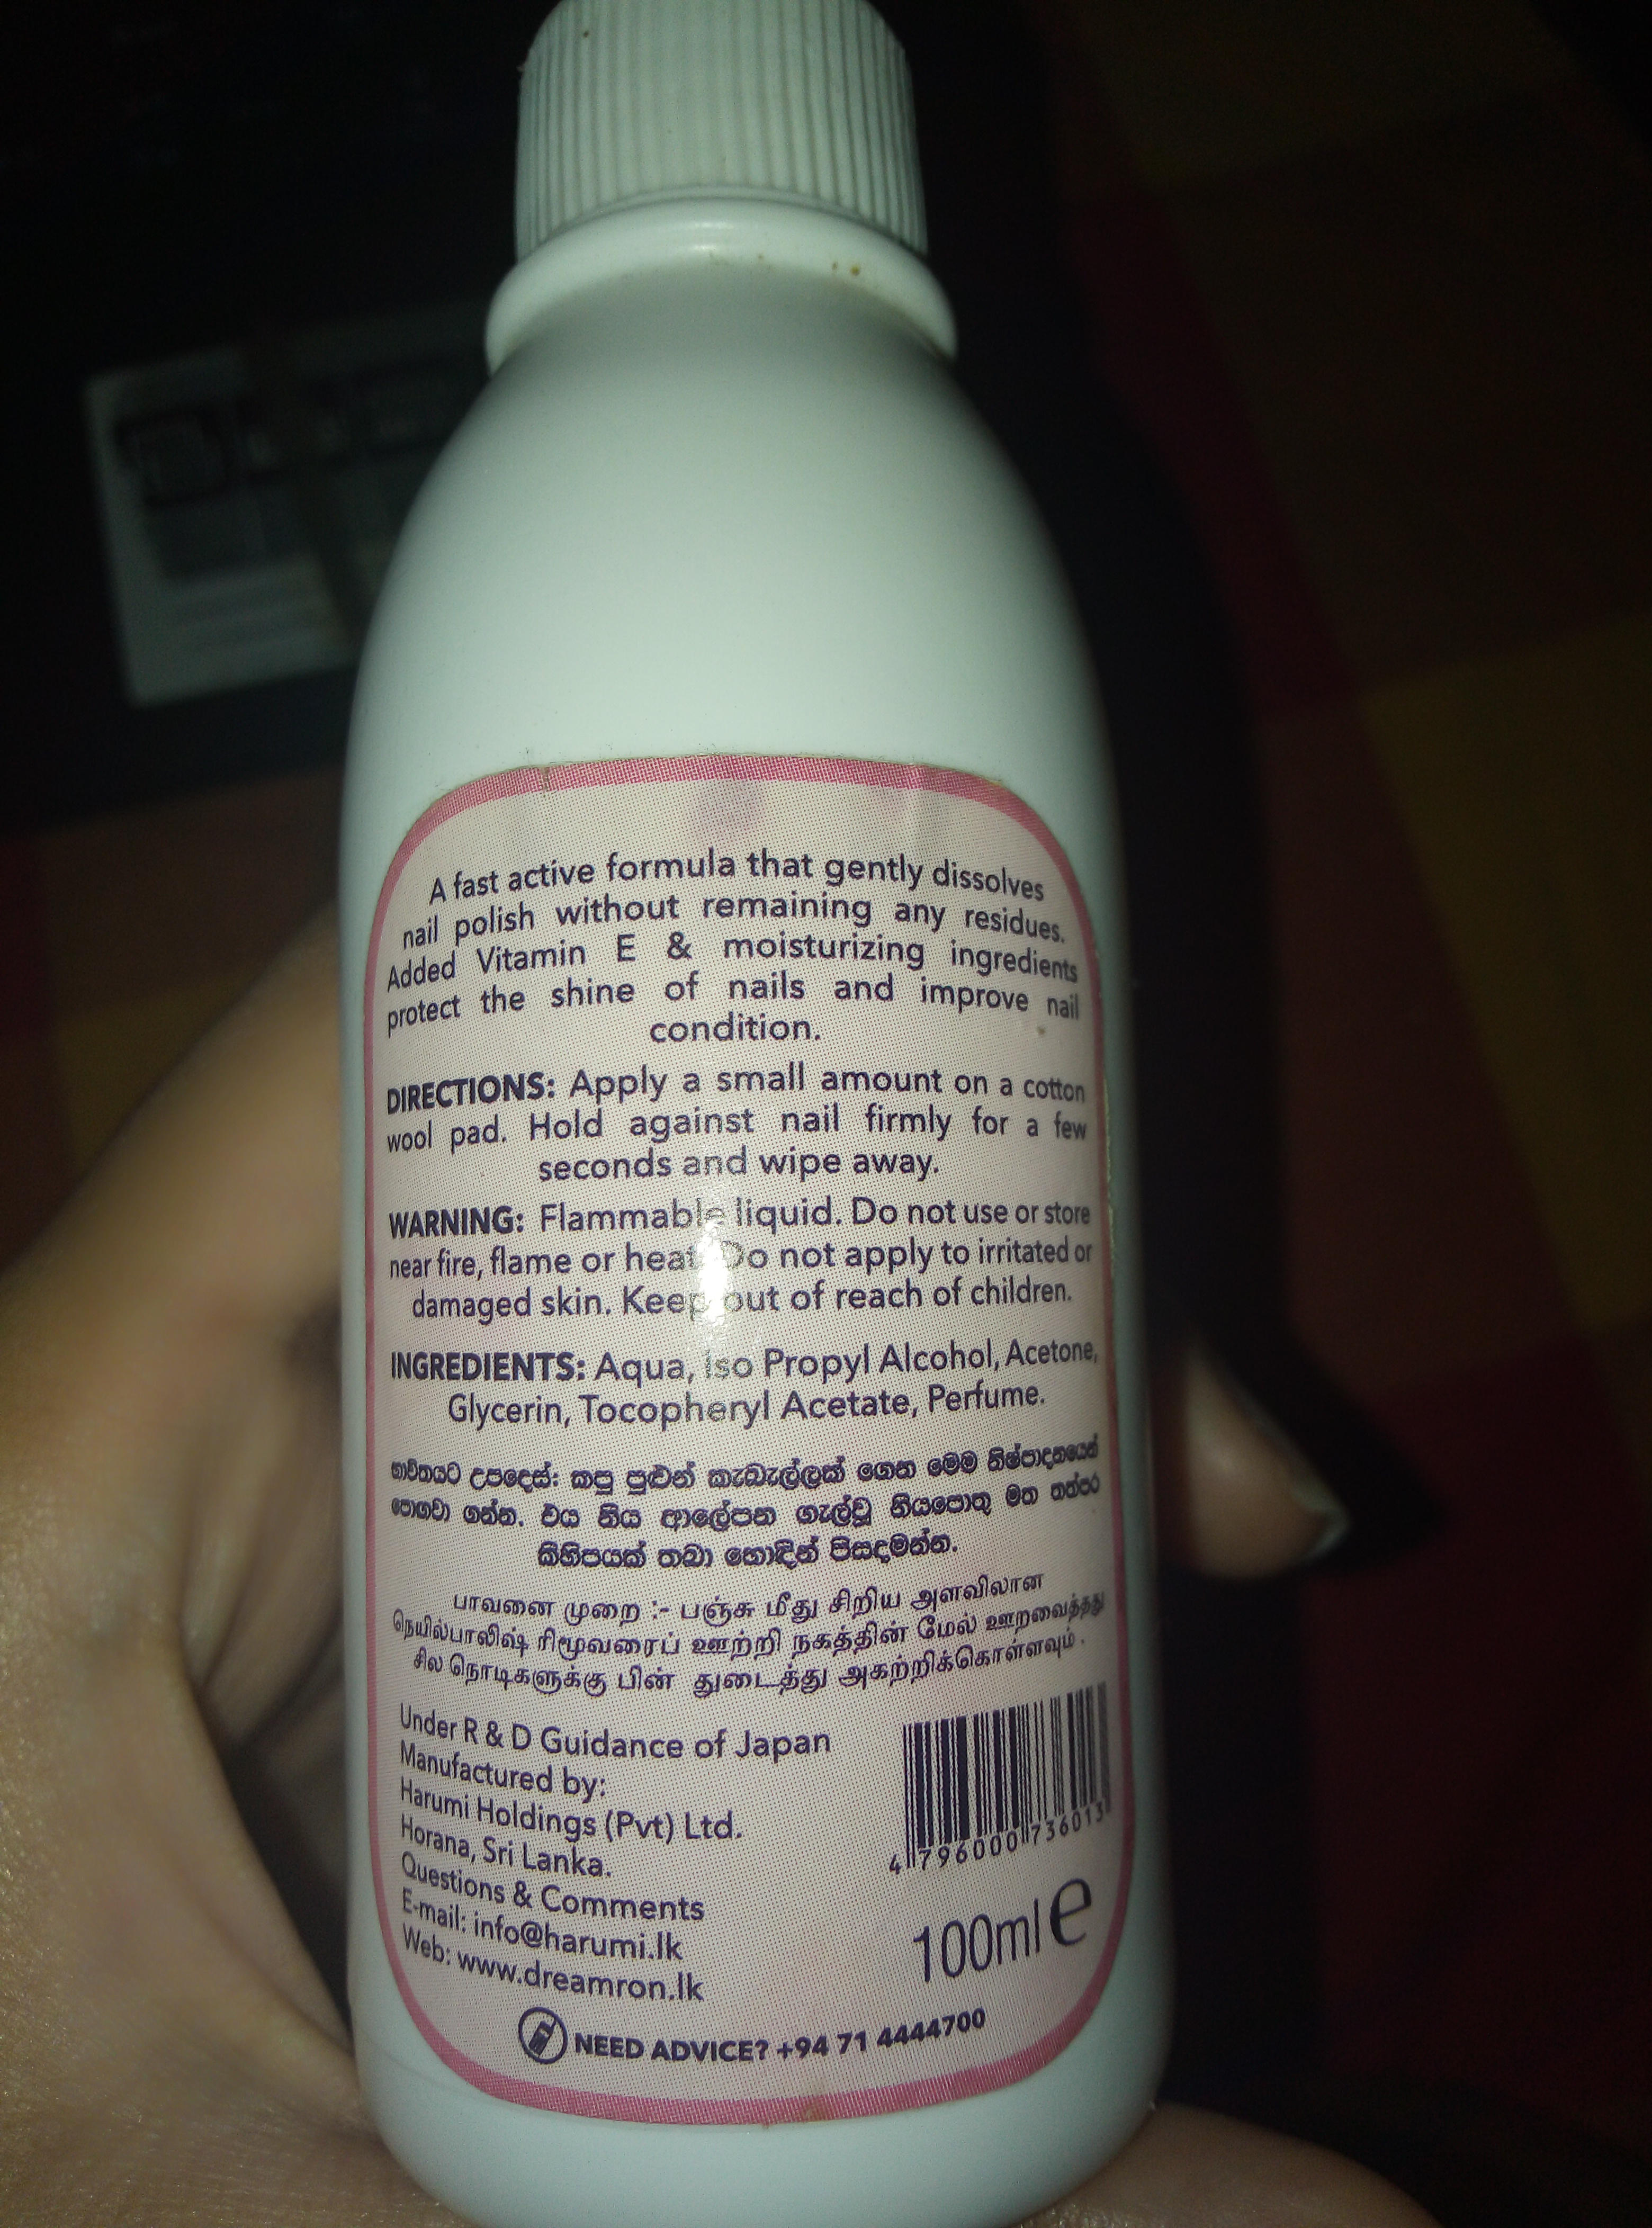 A fast active formula that gently dissolves
nail polish without remaining any residues.
Added Vitamin E & moisturizing ingredients
protect the shine of nails and improve nail
condition.
DIRECTIONS: Apply a small amount on a cotton
wool pad. Hold against nail firmly for a few
seconds and wipe away.
WARNING: Flammable liquid. Do not use or store
near fire, flame or heat. Do not apply to irritated or
damaged skin. Keep out of reach of children.
INGREDIENTS: Aqua, Iso Propyl Alcohol, Acetone,
Glycerin, Tocopheryl Acetate, Perfume.
භාවිතයට උපදෙස්: කපු පුළුන් කැබැල්ලක් ගෙන මෙම නිෂ්පාදනයෙන්
පොඟවා ගන්න. එය නිය ආලේපන ගැල්වූ නියපොතු මත තත්පර
කිහිපයක් තබා හොඳින් පිසදමන්න.
பாவனை முறை :- பஞ்சு மீது சிறிய அளவிலான
நெயில்பாலிஷ் ரிமூவரைப் ஊற்றி நகத்தின் மேல் ஊறவைத்தது
சில நொடிகளுக்கு பின் துடைத்து அகற்றிக்கொள்ளவும்.
Under R & D Guidance of Japan
Manufactured by:
Harumi Holdings (Pvt) Ltd.
Horana, Sri Lanka.
Questions & Comments
E-mail: info@harumi.lk
Web: www.dreamron.lk
4 796000 736013
100ml e
NEED ADVICE? +94 71 4444700